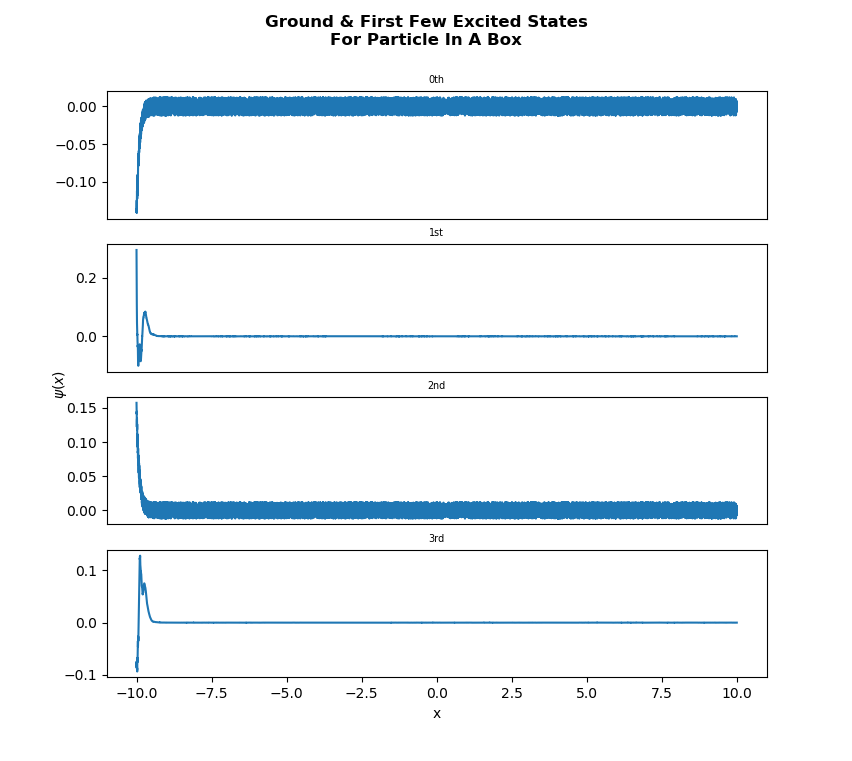 Ground & First Few Excited States
For Particle In A Box
0th
0.00
−0.05
−0.10
1st
0.2
0.0
ψ(x)
2nd
0.15
0.10
0.05
0.00
3rd
0.1
0.0
−0.1
−10.0 −7.5 −5.0 −2.5 0.0 2.5 5.0 7.5 10.0
x